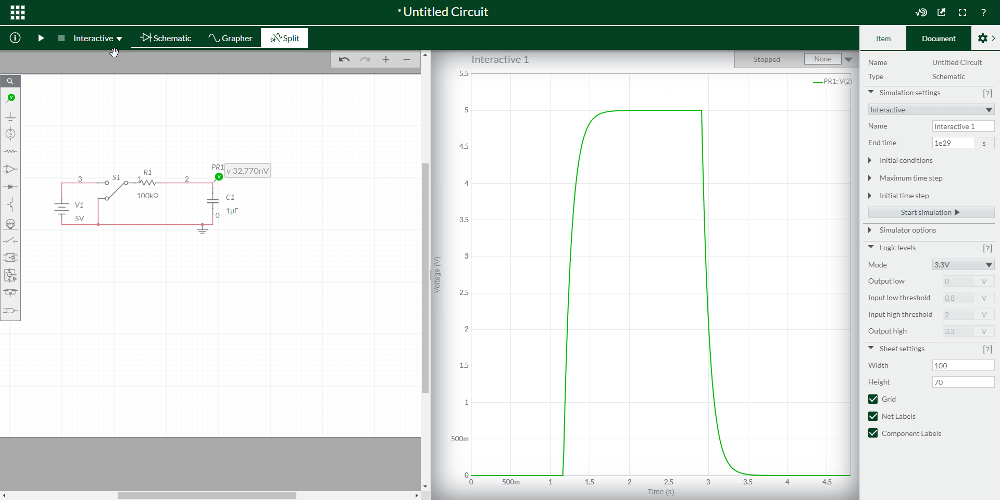 * Untitled Circuit
?
Interactive
Schematic
Grapher
Split
Item
Document
Interactive 1
Stopped
None
PR1: V(2)
5.5
5
4.5
4
3.5
3
2.5
2
1.5
1
500m
0
Voltage (V)
0
500m
1
1.5
2
2.5
3
3.5
4
4.5
Time (s)
V
PR1
v 32.770nV
V
R1
S1
3
1
2
100kΩ
V1
5V
C1
1µF
0
Name Untitled Circuit
Type Schematic
Simulation settings [?]
Interactive
Name Interactive 1
End time 1e29 s
Initial conditions
Maximum time step
Initial time step
Start simulation
Simulator options
Logic levels [?]
Mode 3.3V
Output low 0 V
Input low threshold 0.8 V
Input high threshold 2 V
Output high 3.3 V
Sheet settings [?]
Width 100
Height 70
Grid
Net Labels
Component Labels